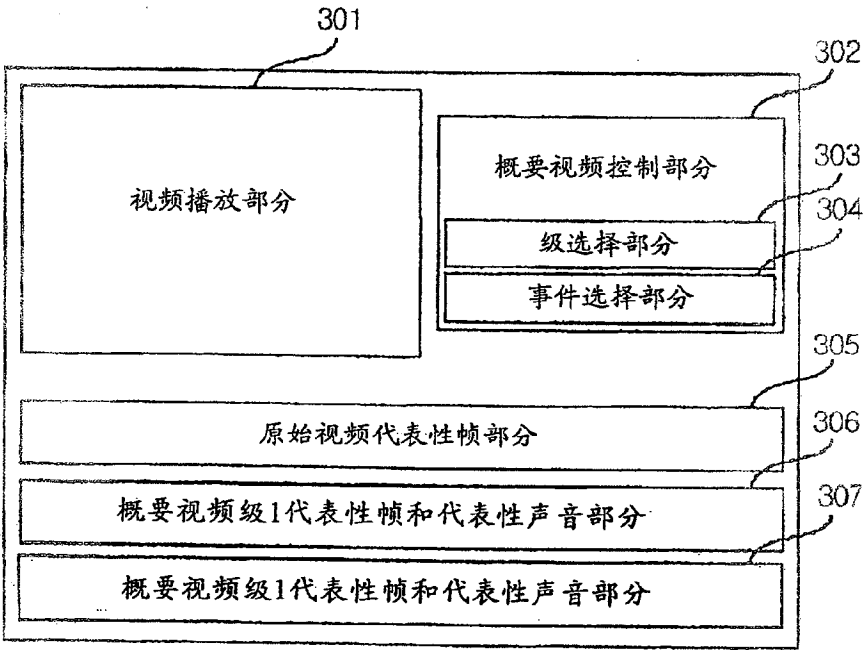 301
302
视频播放部分
概要视频控制部分
303
304
级选择部分
事件选择部分
305
原始视频代表性帧部分
306
概要视频级1代表性帧和代表性声音部分
307
概要视频级1代表性帧和代表性声音部分